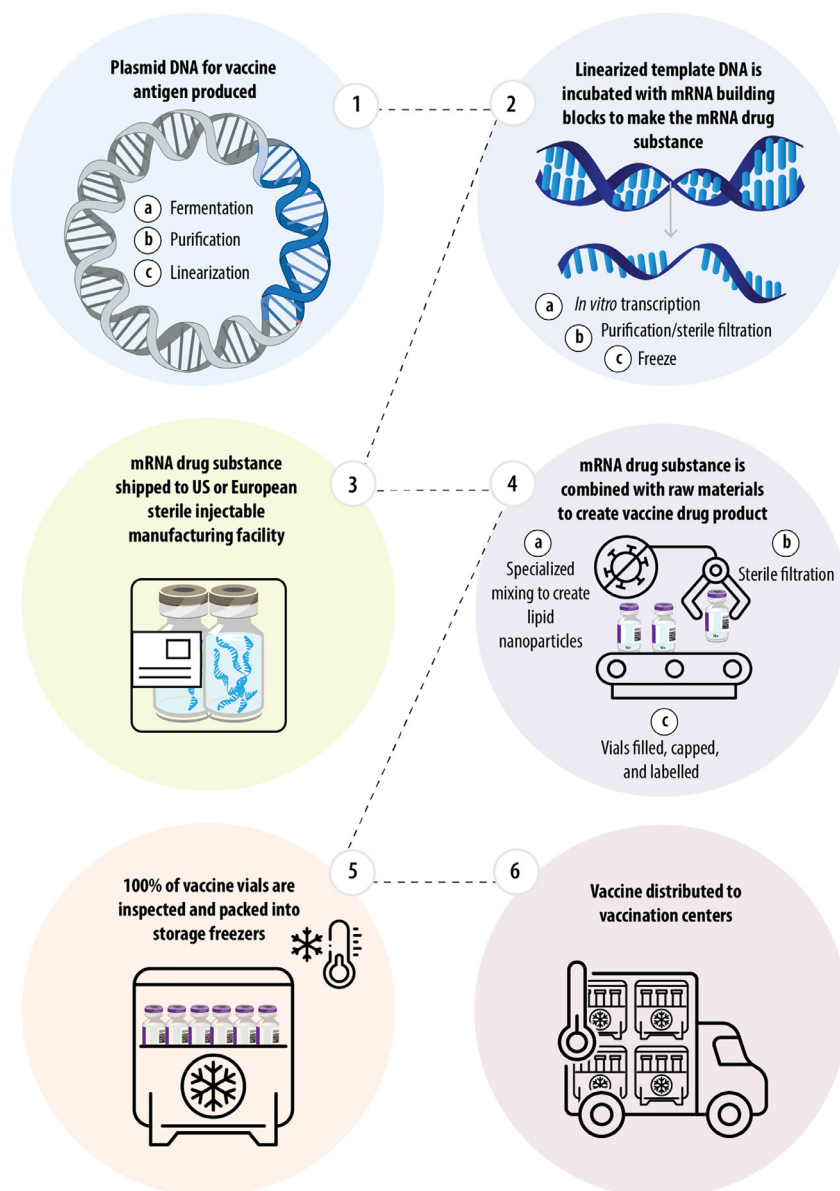 Plasmid DNA for vaccine
antigen produced
1
a Fermentation
b Purification
c Linearization
2
Linearized template DNA is
incubated with mRNA building
blocks to make the mRNA drug
substance
a In vitro transcription
b Purification/sterile filtration
c Freeze
3
mRNA drug substance
shipped to US or European
sterile injectable
manufacturing facility
4
mRNA drug substance is
combined with raw materials
to create vaccine drug product
a
Specialized
mixing to create
lipid
nanoparticles
b
Sterile filtration
c
Vials filled, capped,
and labelled
5
100% of vaccine vials are
inspected and packed into
storage freezers
6
Vaccine distributed to
vaccination centers